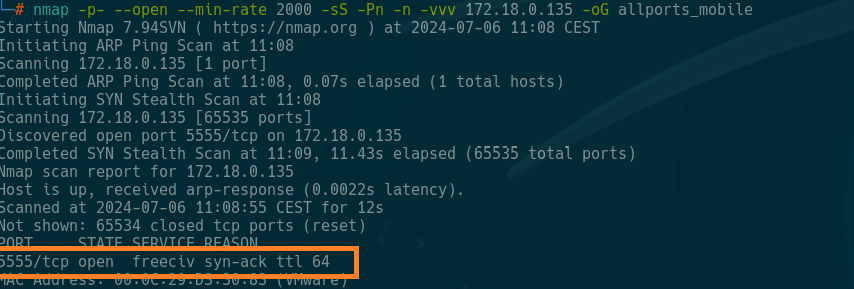 └─# nmap -p- --open --min-rate 2000 -sS -Pn -n -vvv 172.18.0.135 -oG allports_mobile
Starting Nmap 7.94SVN ( https://nmap.org ) at 2024-07-06 11:08 CEST
Initiating ARP Ping Scan at 11:08
Scanning 172.18.0.135 [1 port]
Completed ARP Ping Scan at 11:08, 0.07s elapsed (1 total hosts)
Initiating SYN Stealth Scan at 11:08
Scanning 172.18.0.135 [65535 ports]
Discovered open port 5555/tcp on 172.18.0.135
Completed SYN Stealth Scan at 11:09, 11.43s elapsed (65535 total ports)
Nmap scan report for 172.18.0.135
Host is up, received arp-response (0.0022s latency).
Scanned at 2024-07-06 11:08:55 CEST for 12s
Not shown: 65534 closed tcp ports (reset)
PORT     STATE SERVICE REASON
5555/tcp open  freeciv syn-ack ttl 64
MAC Address: (VMware)